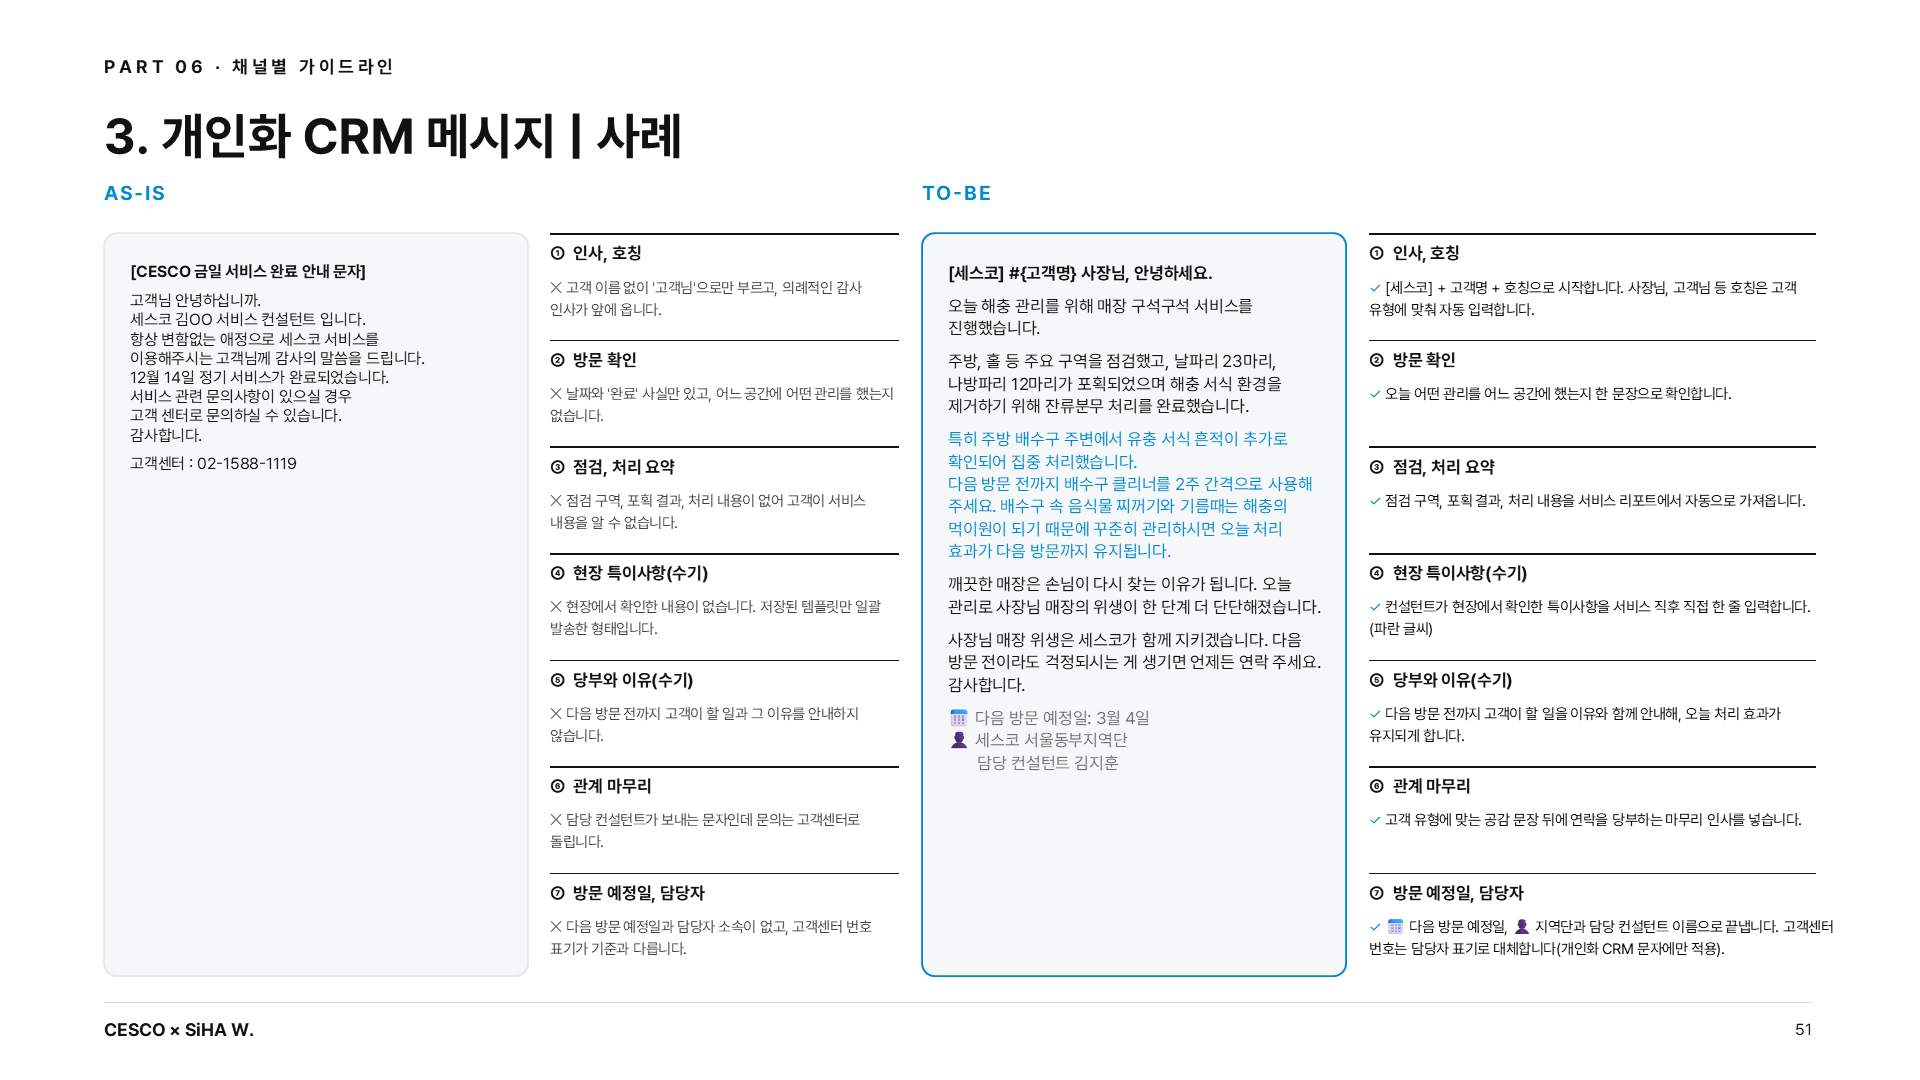 PART 06 · 채널별 가이드라인
3. 개인화 CRM 메시지 | 사례
AS-IS
[CESCO 금일 서비스 완료 안내 문자]
고객님 안녕하십니까.
세스코 김OO 서비스 컨설턴트 입니다.
항상 변함없는 애정으로 세스코 서비스를
이용해주시는 고객님께 감사의 말씀을 드립니다.
12월 14일 정기 서비스가 완료되었습니다.
서비스 관련 문의사항이 있으실 경우
고객 센터로 문의하실 수 있습니다.
감사합니다.
고객센터 : 02-1588-1119
① 인사, 호칭
✕ 고객 이름 없이 '고객님'으로만 부르고, 의례적인 감사
인사가 앞에 옵니다.
② 방문 확인
✕ 날짜와 '완료' 사실만 있고, 어느 공간에 어떤 관리를 했는지
없습니다.
③ 점검, 처리 요약
✕ 점검 구역, 포획 결과, 처리 내용이 없어 고객이 서비스
내용을 알 수 없습니다.
④ 현장 특이사항(수기)
✕ 현장에서 확인한 내용이 없습니다. 저장된 템플릿만 일괄
발송한 형태입니다.
⑤ 당부와 이유(수기)
✕ 다음 방문 전까지 고객이 할 일과 그 이유를 안내하지
않습니다.
⑥ 관계 마무리
✕ 담당 컨설턴트가 보내는 문자인데 문의는 고객센터로
돌립니다.
⑦ 방문 예정일, 담당자
✕ 다음 방문 예정일과 담당자 소속이 없고, 고객센터 번호
표기가 기준과 다릅니다.
TO-BE
[세스코] #{고객명} 사장님, 안녕하세요.
오늘 해충 관리를 위해 매장 구석구석 서비스를
진행했습니다.
주방, 홀 등 주요 구역을 점검했고, 날파리 23마리,
나방파리 12마리가 포획되었으며 해충 서식 환경을
제거하기 위해 잔류분무 처리를 완료했습니다.
특히 주방 배수구 주변에서 유충 서식 흔적이 추가로
확인되어 집중 처리했습니다.
다음 방문 전까지 배수구 클리너를 2주 간격으로 사용해
주세요. 배수구 속 음식물 찌꺼기와 기름때는 해충의
먹이원이 되기 때문에 꾸준히 관리하시면 오늘 처리
효과가 다음 방문까지 유지됩니다.
깨끗한 매장은 손님이 다시 찾는 이유가 됩니다. 오늘
관리로 사장님 매장의 위생이 한 단계 더 단단해졌습니다.
사장님 매장 위생은 세스코가 함께 지키겠습니다. 다음
방문 전이라도 걱정되시는 게 생기면 언제든 연락 주세요.
감사합니다.
🗓️ 다음 방문 예정일: 3월 4일
👤 세스코 서울동부지역단
담당 컨설턴트 김지훈
① 인사, 호칭
✓ [세스코] + 고객명 + 호칭으로 시작합니다. 사장님, 고객님 등 호칭은 고객
유형에 맞춰 자동 입력합니다.
② 방문 확인
✓ 오늘 어떤 관리를 어느 공간에 했는지 한 문장으로 확인합니다.
③ 점검, 처리 요약
✓ 점검 구역, 포획 결과, 처리 내용을 서비스 리포트에서 자동으로 가져옵니다.
④ 현장 특이사항(수기)
✓ 컨설턴트가 현장에서 확인한 특이사항을 서비스 직후 직접 한 줄 입력합니다.
(파란 글씨)
⑤ 당부와 이유(수기)
✓ 다음 방문 전까지 고객이 할 일을 이유와 함께 안내해, 오늘 처리 효과가
유지되게 합니다.
⑥ 관계 마무리
✓ 고객 유형에 맞는 공감 문장 뒤에 연락을 당부하는 마무리 인사를 넣습니다.
⑦ 방문 예정일, 담당자
✓ 🗓️ 다음 방문 예정일, 👤 지역단과 담당 컨설턴트 이름으로 끝냅니다. 고객센터
번호는 담당자 표기로 대체합니다(개인화 CRM 문자에만 적용).
CESCO × SiHA W.
51